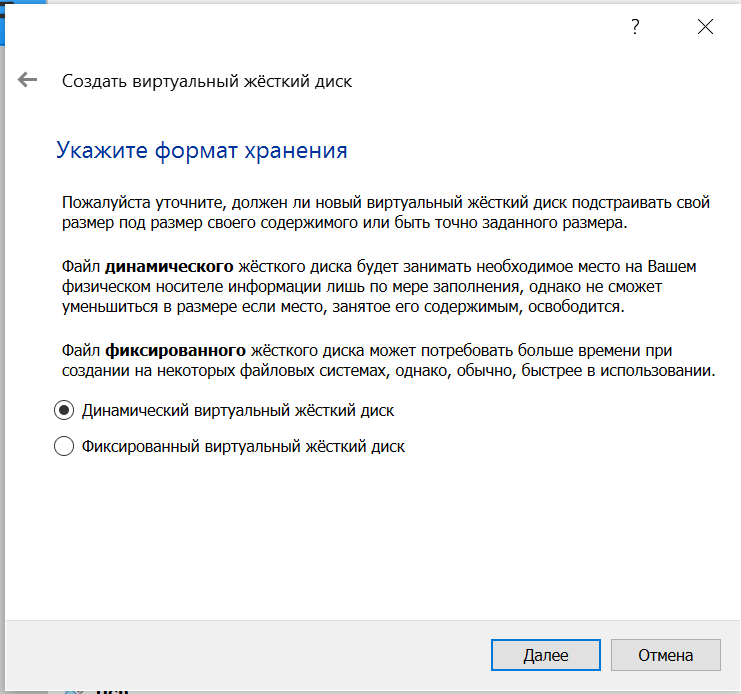 ?
Создать виртуальный жёсткий диск
Укажите формат хранения
Пожалуйста уточните, должен ли новый виртуальный жёсткий диск подстраивать свой
размер под размер своего содержимого или быть точно заданного размера.
Файл динамического жёсткого диска будет занимать необходимое место на Вашем
физическом носителе информации лишь по мере заполнения, однако не сможет
уменьшиться в размере если место, занятое его содержимым, освободится.
Файл фиксированного жёсткого диска может потребовать больше времени при
создании на некоторых файловых системах, однако, обычно, быстрее в использовании.
Динамический виртуальный жёсткий диск
Фиксированный виртуальный жёсткий диск
Далее
Отмена